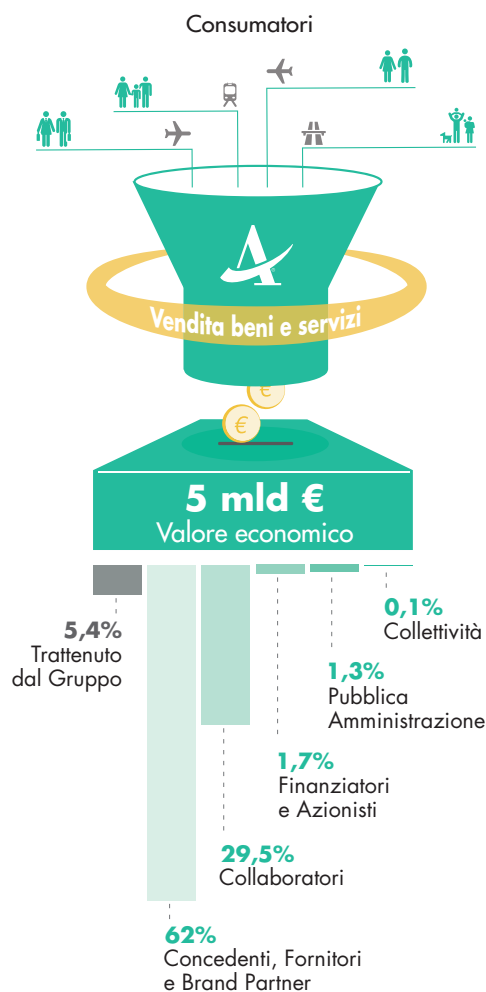 Consumatori
A
Vendita beni e servizi
€
€
5 mld €
Valore economico
5,4%
Trattenuto
dal Gruppo
0,1%
Collettività
1,3%
Pubblica
Amministrazione
1,7%
Finanziatori
e Azionisti
29,5%
Collaboratori
62%
Concedenti, Fornitori
e Brand Partner